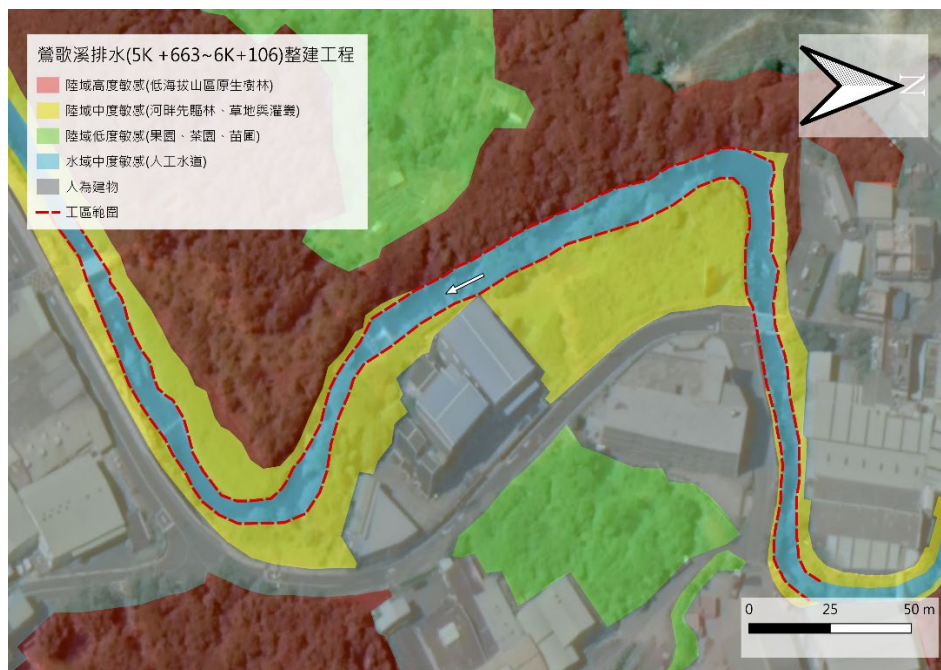 鶯歌溪排水(5K +663~6K+106)整建工程
陸域高度敏感(低海拔山區原生樹林)
陸域中度敏感(河畔先驅林、草地與灌叢)
陸域低度敏感(果園、茶園、苗圃)
水域中度敏感(人工水道)
人為建物
工區範圍
N
0 25 50 m